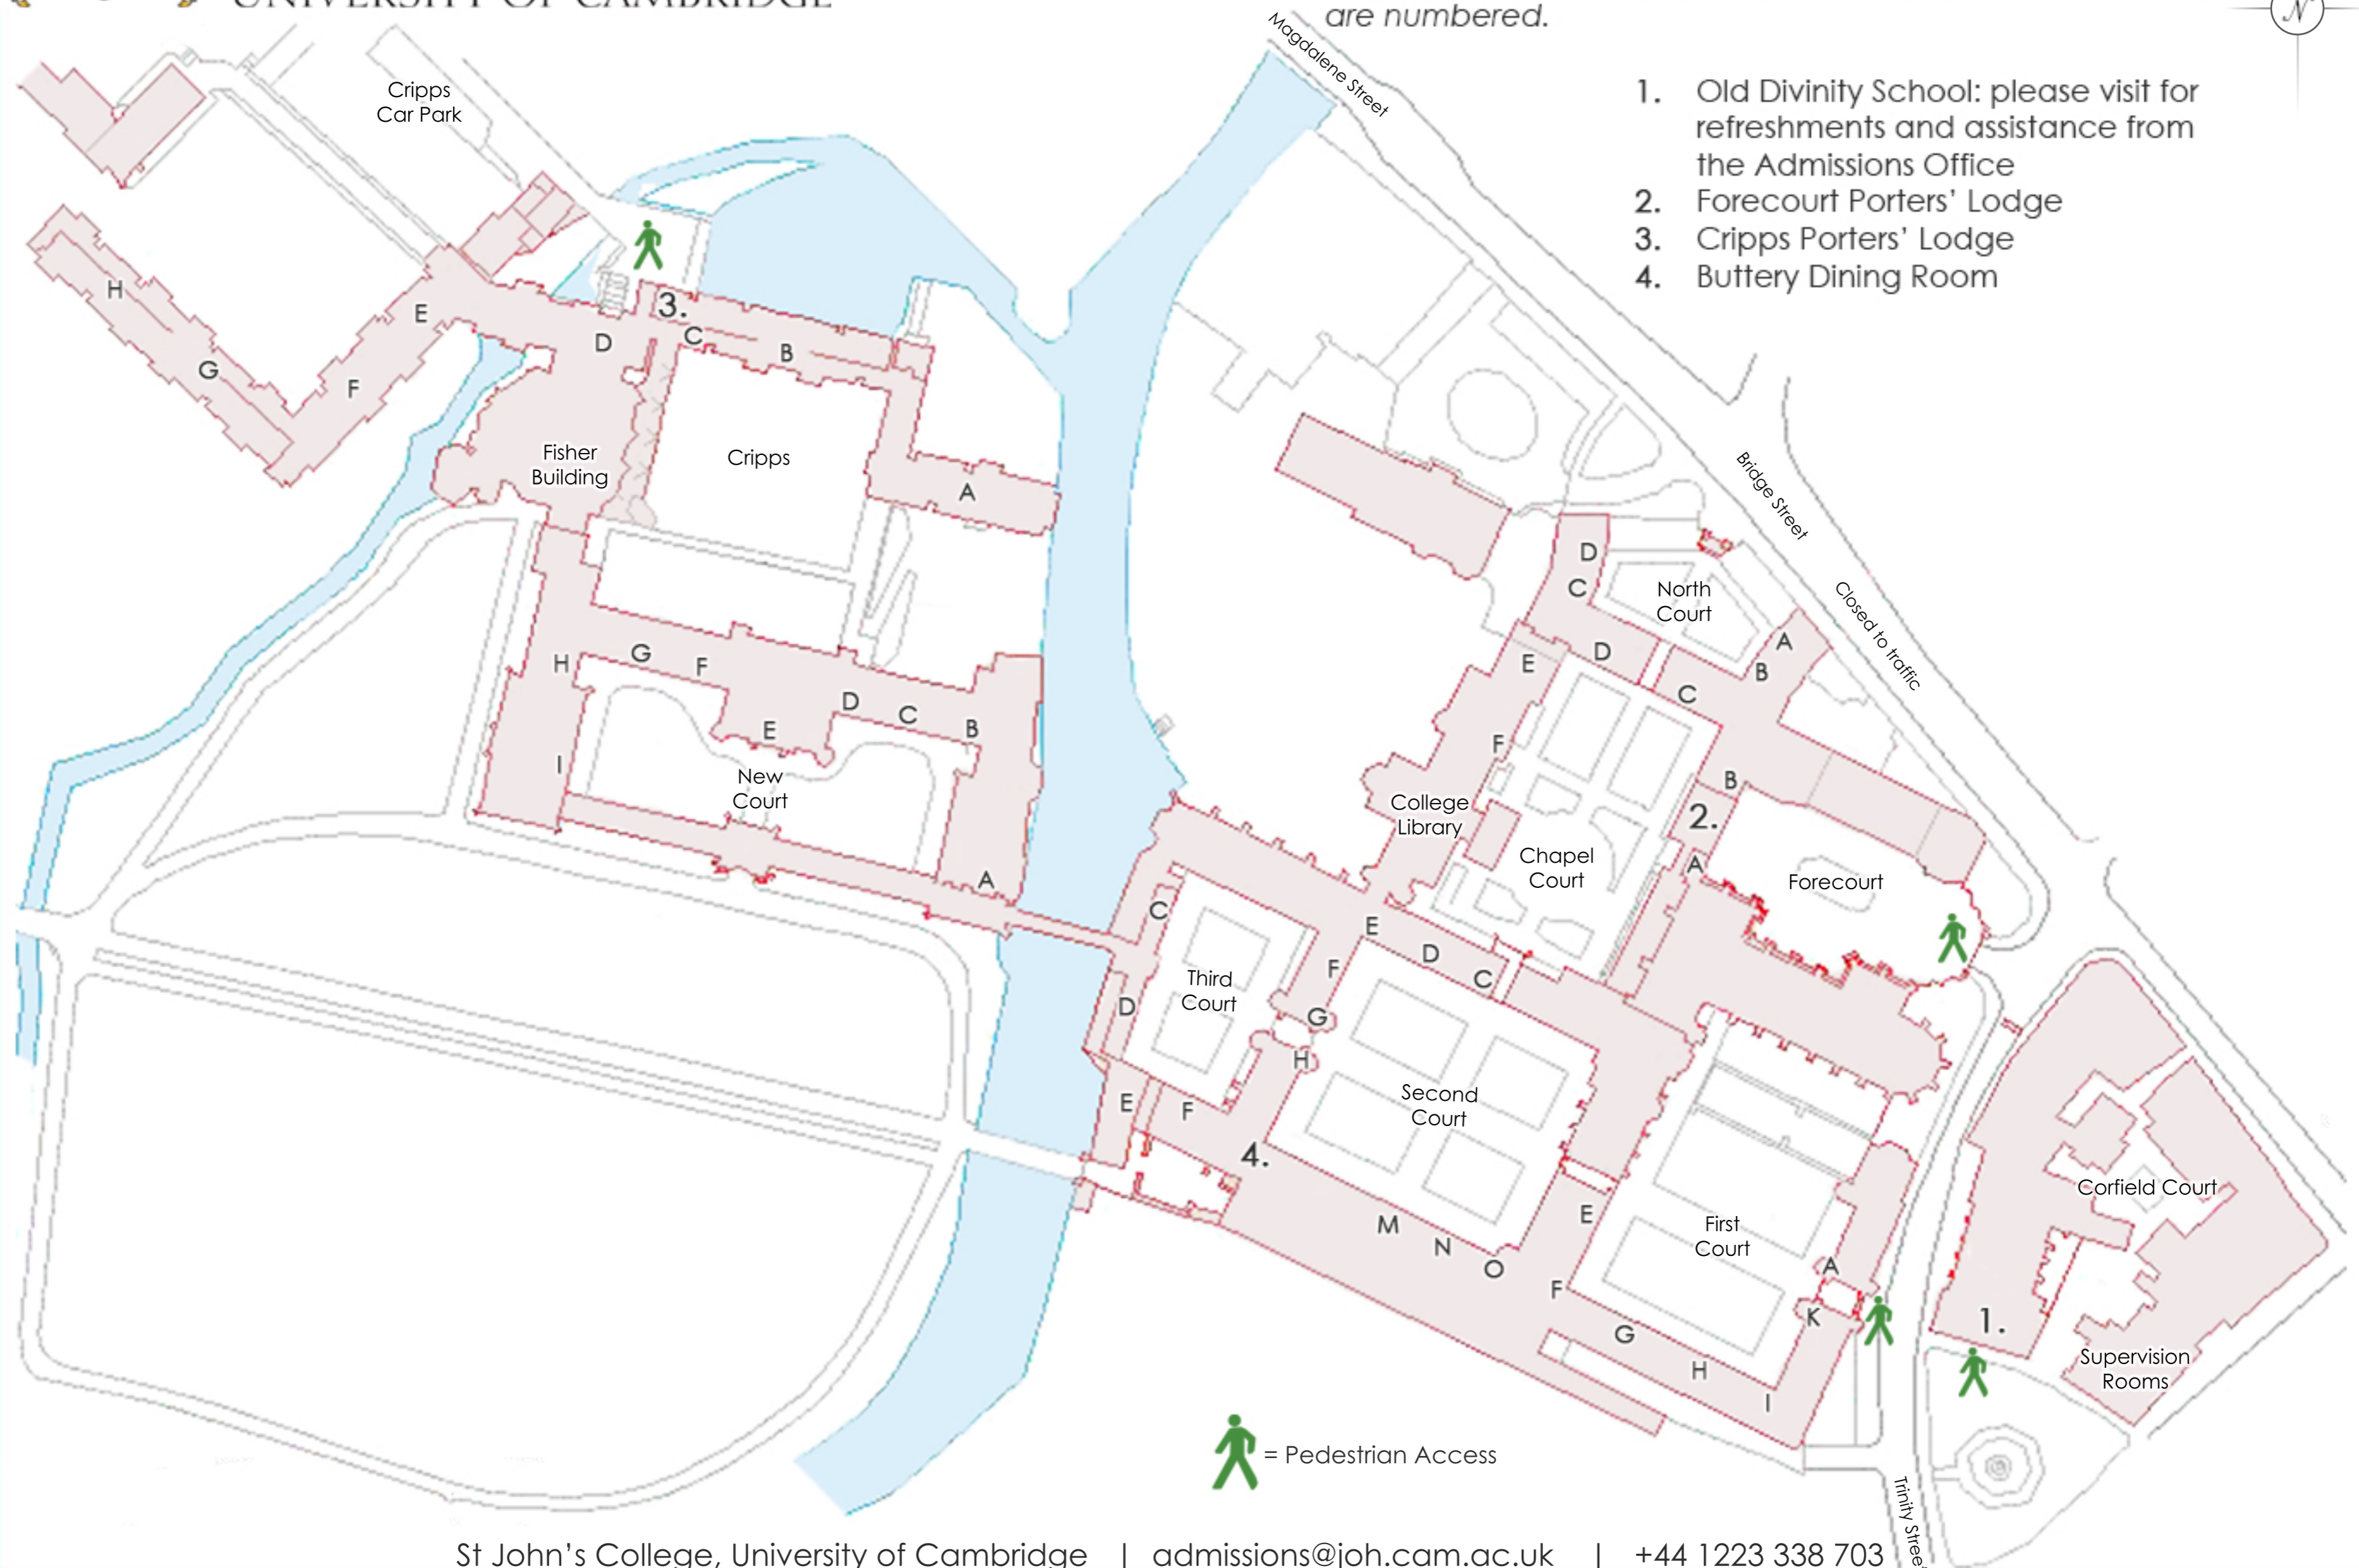 UNIVERSITY OF CAMBRIDGE
are numbered.
N
1. Old Divinity School: please visit for
refreshments and assistance from
the Admissions Office
2. Forecourt Porters' Lodge
3. Cripps Porters' Lodge
4. Buttery Dining Room
Magdalene Street
Bridge Street
Closed to traffic
Cripps
Car Park
H
G
F
E
D
3.
C
B
A
Fisher
Building
Cripps
H
G
F
E
D
C
B
I
A
New
Court
D
C
North
Court
A
B
E
D
C
F
B
2.
A
College
Library
Chapel
Court
Forecourt
C
D
E
F
Third
Court
E
D
C
F
G
H
Second
Court
4.
M
N
O
E
F
G
H
I
K
A
First
Court
Corfield Court
1.
Supervision
Rooms
= Pedestrian Access
Trinity Street
St John's College, University of Cambridge | admissions@joh.cam.ac.uk | +44 1223 338 703